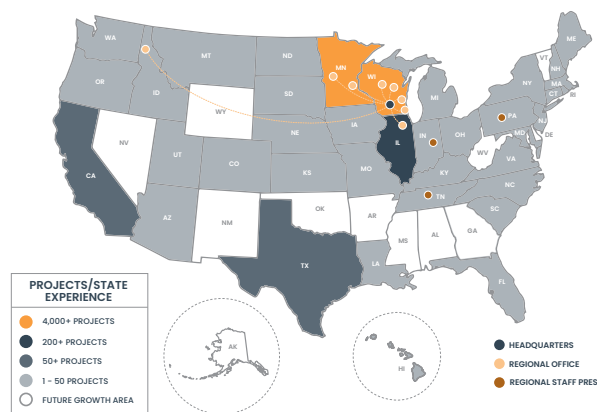 WA
MT
ND
MN
WI
MI
ME
VT
NH
NY
MA
CT
RI
OR
ID
SD
WY
IA
NE
IL
IN
OH
PA
NJ
MD
DE
WV
VA
NV
UT
CO
KS
MO
KY
NC
CA
AZ
NM
OK
AR
TN
SC
MS
AL
GA
TX
LA
FL
AK
HI
PROJECTS/STATE
EXPERIENCE
4,000+ PROJECTS
200+ PROJECTS
50+ PROJECTS
1 - 50 PROJECTS
FUTURE GROWTH AREA
HEADQUARTERS
REGIONAL OFFICE
REGIONAL STAFF PRES